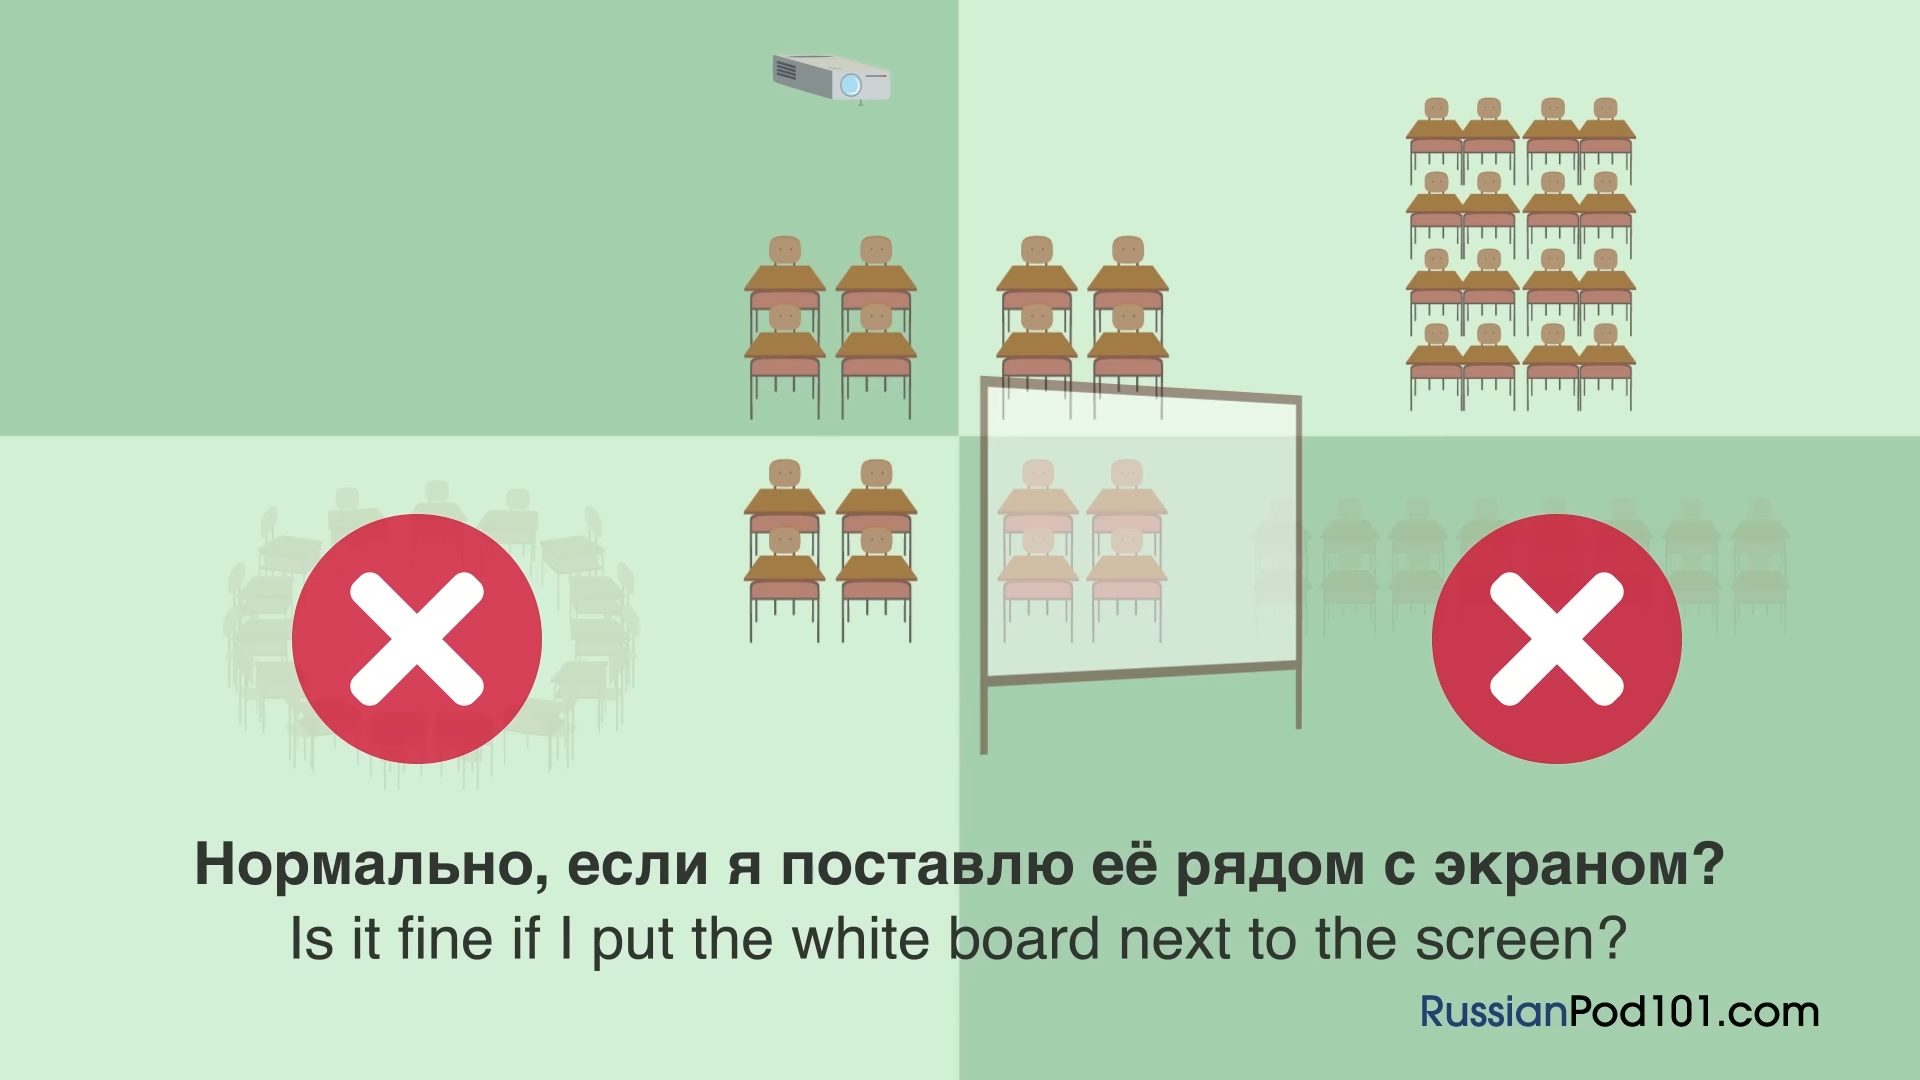 Нормально, если я поставлю её рядом с экраном?
Is it fine if I put the white board next to the screen?
RussianPod101.com